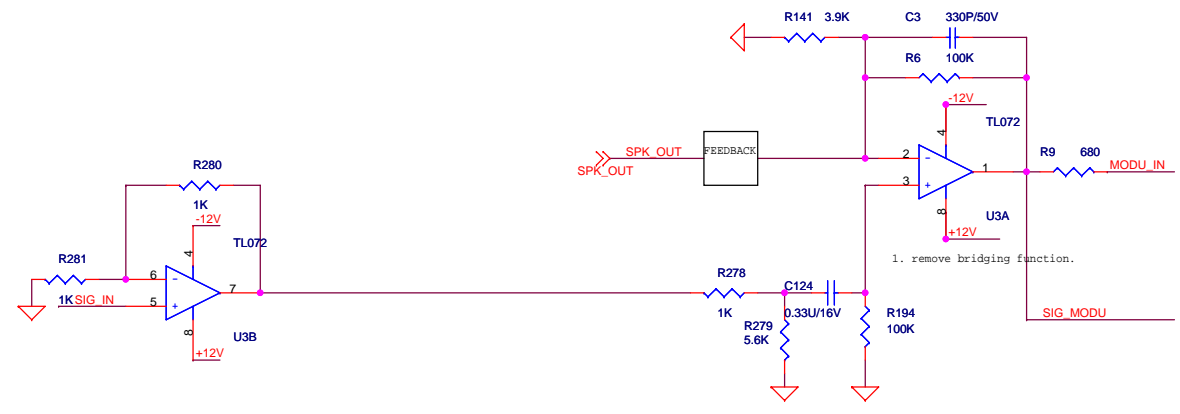 R141 3.9K
C3 330P/50V
R6 100K
-12V
TL072
4
SPK_OUT
SPK_OUT
FEEDBACK
2
-
3
+
1
R9 680
MODU_IN
8
U3A
+12V
1. remove bridging function.
R280
1K
-12V
TL072
4
R281
1K
SIG_IN
6
-
5
+
7
8
U3B
+12V
R278
1K
C124
0.33U/16V
R279
5.6K
R194
100K
SIG_MODU